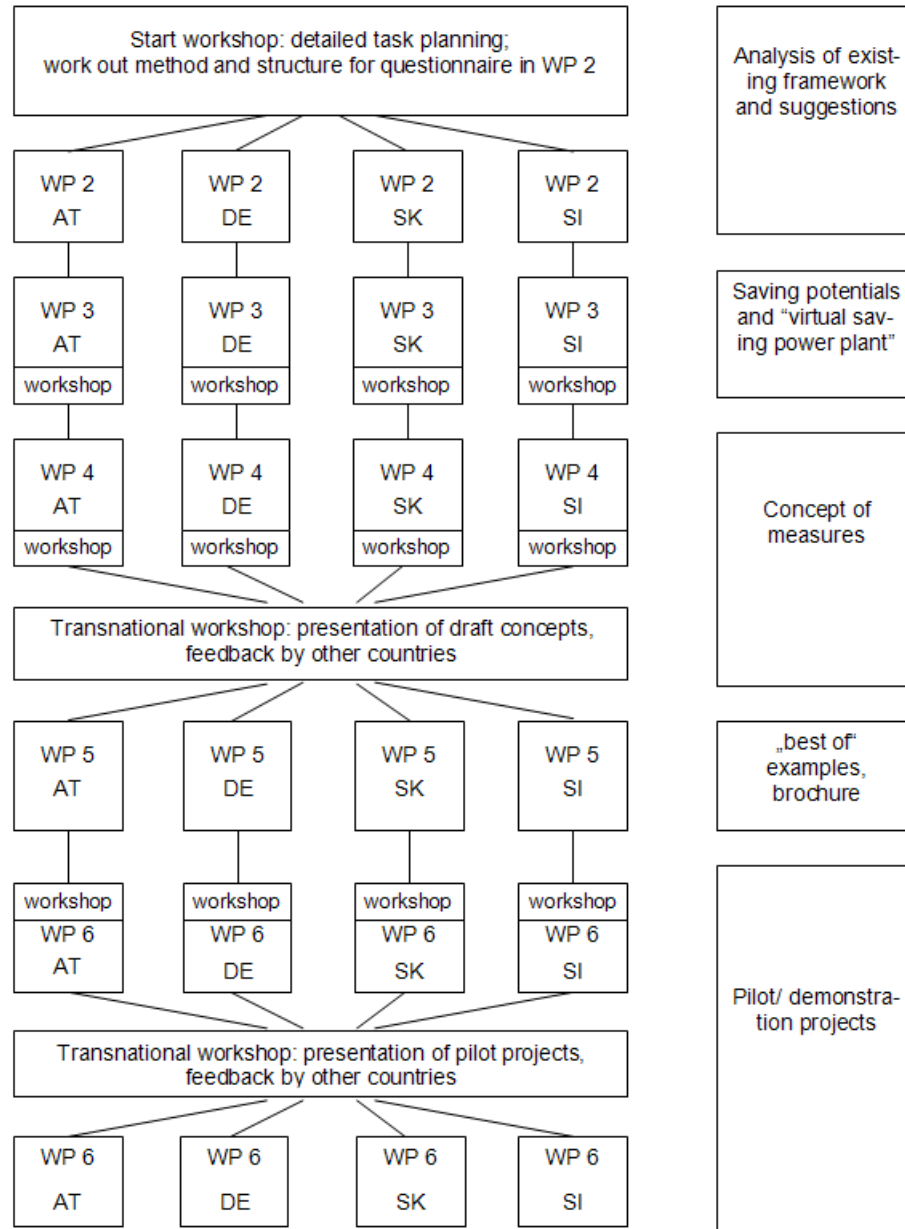 Start workshop: detailed task planning;
work out method and structure for questionnaire in WP 2
Analysis of exist-
ing framework
and suggestions
WP 2
AT
WP 2
DE
WP 2
SK
WP 2
SI
WP 3
AT
workshop
WP 3
DE
workshop
WP 3
SK
workshop
WP 3
SI
workshop
Saving potentials
and “virtual sav-
ing power plant”
WP 4
AT
workshop
WP 4
DE
workshop
WP 4
SK
workshop
WP 4
SI
workshop
Concept of
measures
Transnational workshop: presentation of draft concepts,
feedback by other countries
WP 5
AT
WP 5
DE
WP 5
SK
WP 5
SI
„best of“
examples,
brochure
workshop
WP 6
AT
workshop
WP 6
DE
workshop
WP 6
SK
workshop
WP 6
SI
Pilot/ demonstra-
tion projects
Transnational workshop: presentation of pilot projects,
feedback by other countries
WP 6
AT
WP 6
DE
WP 6
SK
WP 6
SI